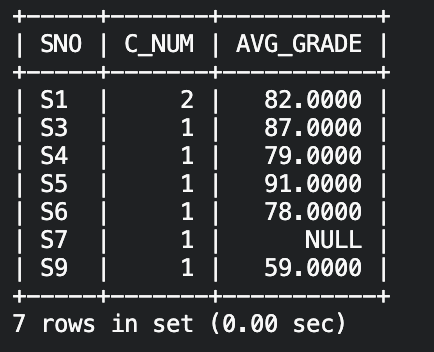 +------+-------+-----------+
| SNO  | C_NUM | AVG_GRADE |
+------+-------+-----------+
| S1   |     2 |   82.0000 |
| S3   |     1 |   87.0000 |
| S4   |     1 |   79.0000 |
| S5   |     1 |   91.0000 |
| S6   |     1 |   78.0000 |
| S7   |     1 |      NULL |
| S9   |     1 |   59.0000 |
+------+-------+-----------+
7 rows in set (0.00 sec)